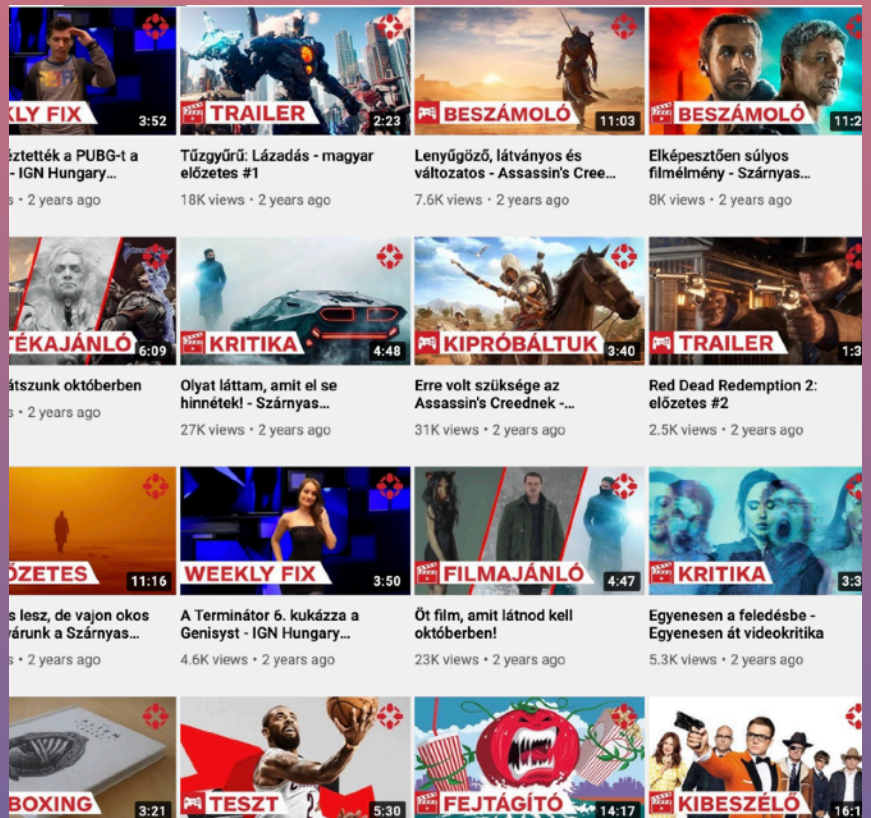 KLY FIX
3:52
TRAILER
2:23
BESZÁMOLÓ
11:03
BESZÁMOLÓ
11:2
éztették a PUBG-t a
- IGN Hungary...
s • 2 years ago
Tűzgyűrű: Lázadás - magyar
előzetes #1
18K views • 2 years ago
Lenyűgöző, látványos és
változatos - Assassin's Cree...
7.6K views • 2 years ago
Elképesztően súlyos
filmélmény - Szárnyas...
8K views • 2 years ago
TÉKAJÁNLÓ
6:09
KRITIKA
4:48
KIPRÓBÁLTUK
3:40
TRAILER
1:3
átszunk októberben
s • 2 years ago
Olyat láttam, amit el se
hinnétek! - Szárnyas...
27K views • 2 years ago
Erre volt szüksége az
Assassin's Creednek -...
31K views • 2 years ago
Red Dead Redemption 2:
előzetes #2
2.5K views • 2 years ago
ŐZETES
11:16
WEEKLY FIX
3:50
FILMAJÁNLÓ
4:47
KRITIKA
3:3
s lesz, de vajon okos
várunk a Szárnyas...
s • 2 years ago
A Terminátor 6. kukázza a
Genisyst - IGN Hungary...
4.6K views • 2 years ago
Öt film, amit látnod kell
októberben!
23K views • 2 years ago
Egyenesen a feledésbe -
Egyenesen át videokritika
5.3K views • 2 years ago
BOXING
3:21
TESZT
5:30
FEJTÁGÍTÓ
14:17
KIBESZÉLŐ
16:1